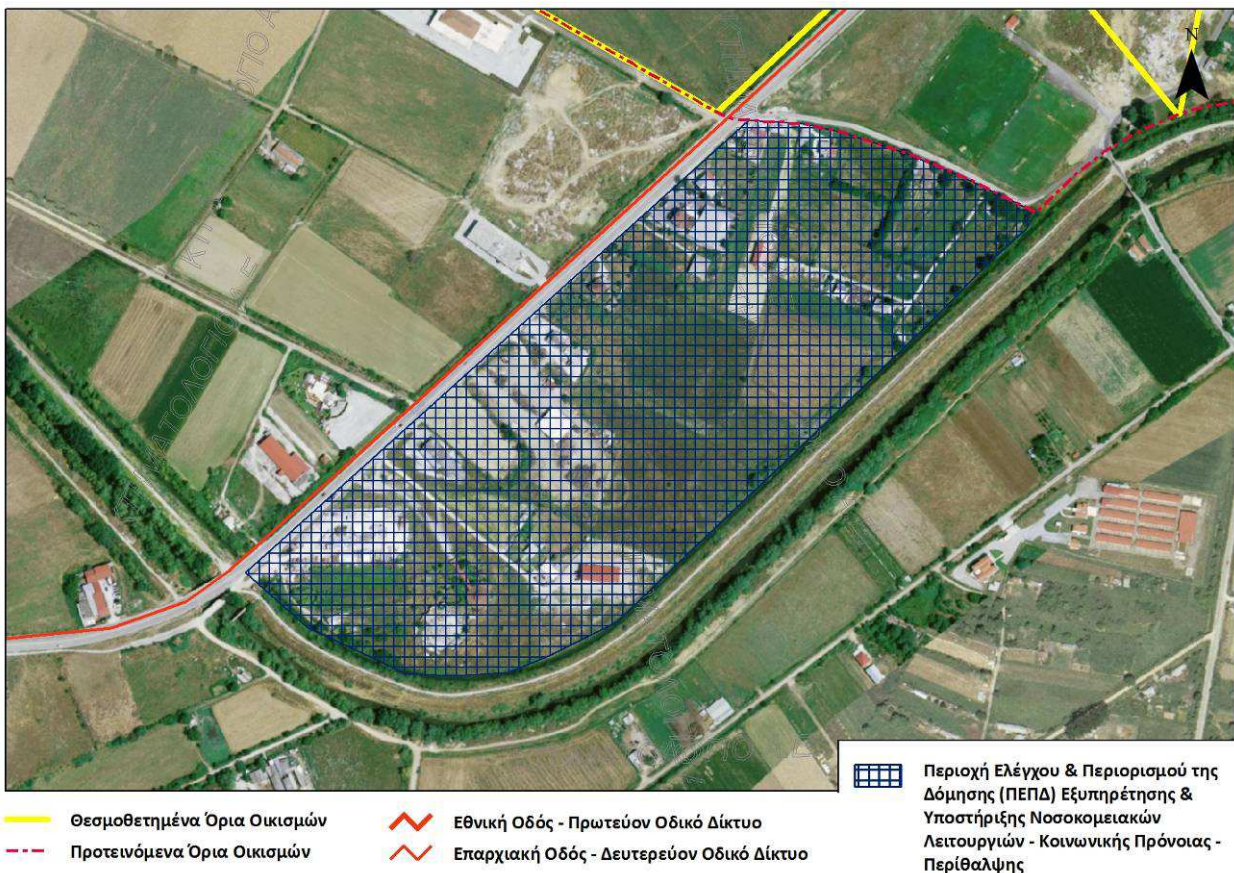 N
Θεσμοθετημένα Όρια Οικισμών
Προτεινόμενα Όρια Οικισμών
Εθνική Οδός - Πρωτεύον Οδικό Δίκτυο
Επαρχιακή Οδός - Δευτερεύον Οδικό Δίκτυο
Περιοχή Ελέγχου & Περιορισμού της
Δόμησης (ΠΕΠΔ) Εξυπηρέτησης &
Υποστήριξης Νοσοκομειακών
Λειτουργιών - Κοινωνικής Πρόνοιας -
Περίθαλψης